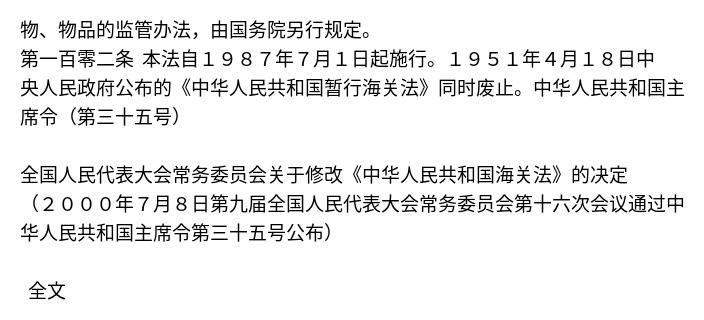 物、物品的监管办法，由国务院另行规定。
第一百零二条 本法自１９８７年７月１日起施行。１９５１年４月１８日中
央人民政府公布的《中华人民共和国暂行海关法》同时废止。中华人民共和国主
席令（第三十五号）
全国人民代表大会常务委员会关于修改《中华人民共和国海关法》的决定
（２０００年７月８日第九届全国人民代表大会常务委员会第十六次会议通过中
华人民共和国主席令第三十五号公布）
全文